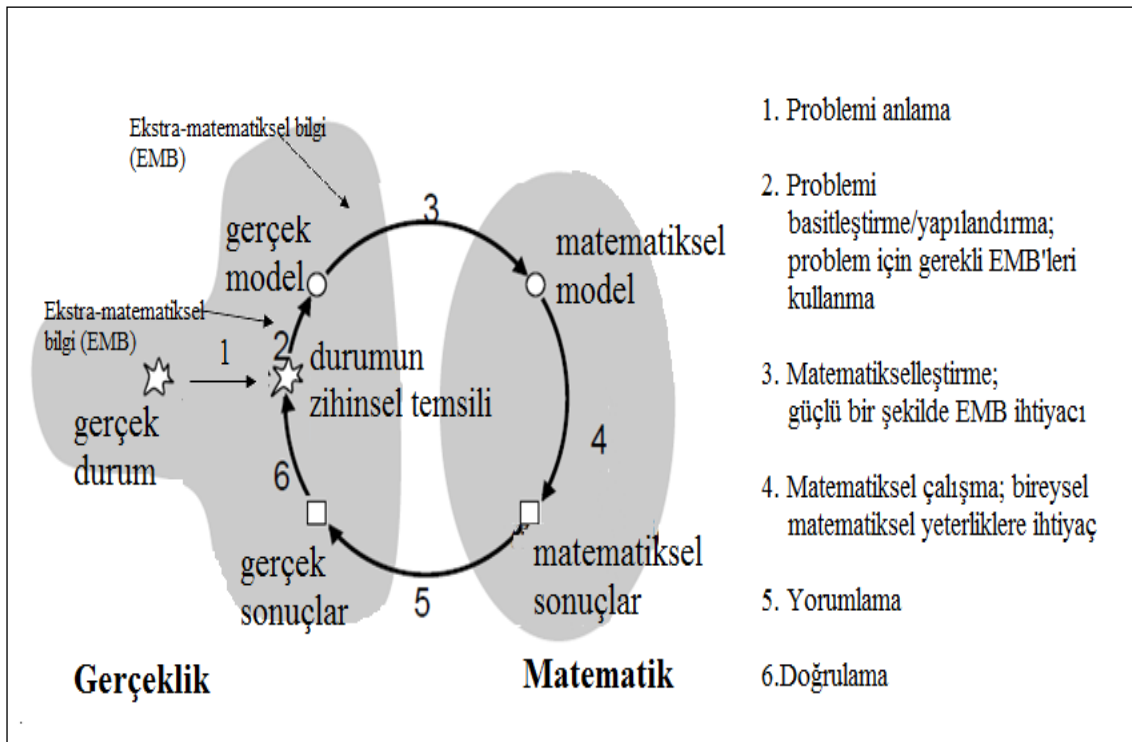 Ekstra-matematiksel bilgi
(EMB)
3
gerçek
model
matematiksel
model
Ekstra-matematiksel
bilgi (EMB)
1
2
durumun
zihinsel temsili
gerçek
durum
4
6
gerçek
sonuçlar
matematiksel
sonuçlar
5
Gerçeklik
Matematik
1. Problemi anlama
2. Problemi
basitleştirme/yapılandırma;
problem için gerekli EMB'leri
kullanma
3. Matematikselleştirme;
güçlü bir şekilde EMB ihtiyacı
4. Matematiksel çalışma; bireysel
matematiksel yeterliklere ihtiyaç
5. Yorumlama
6.Doğrulama